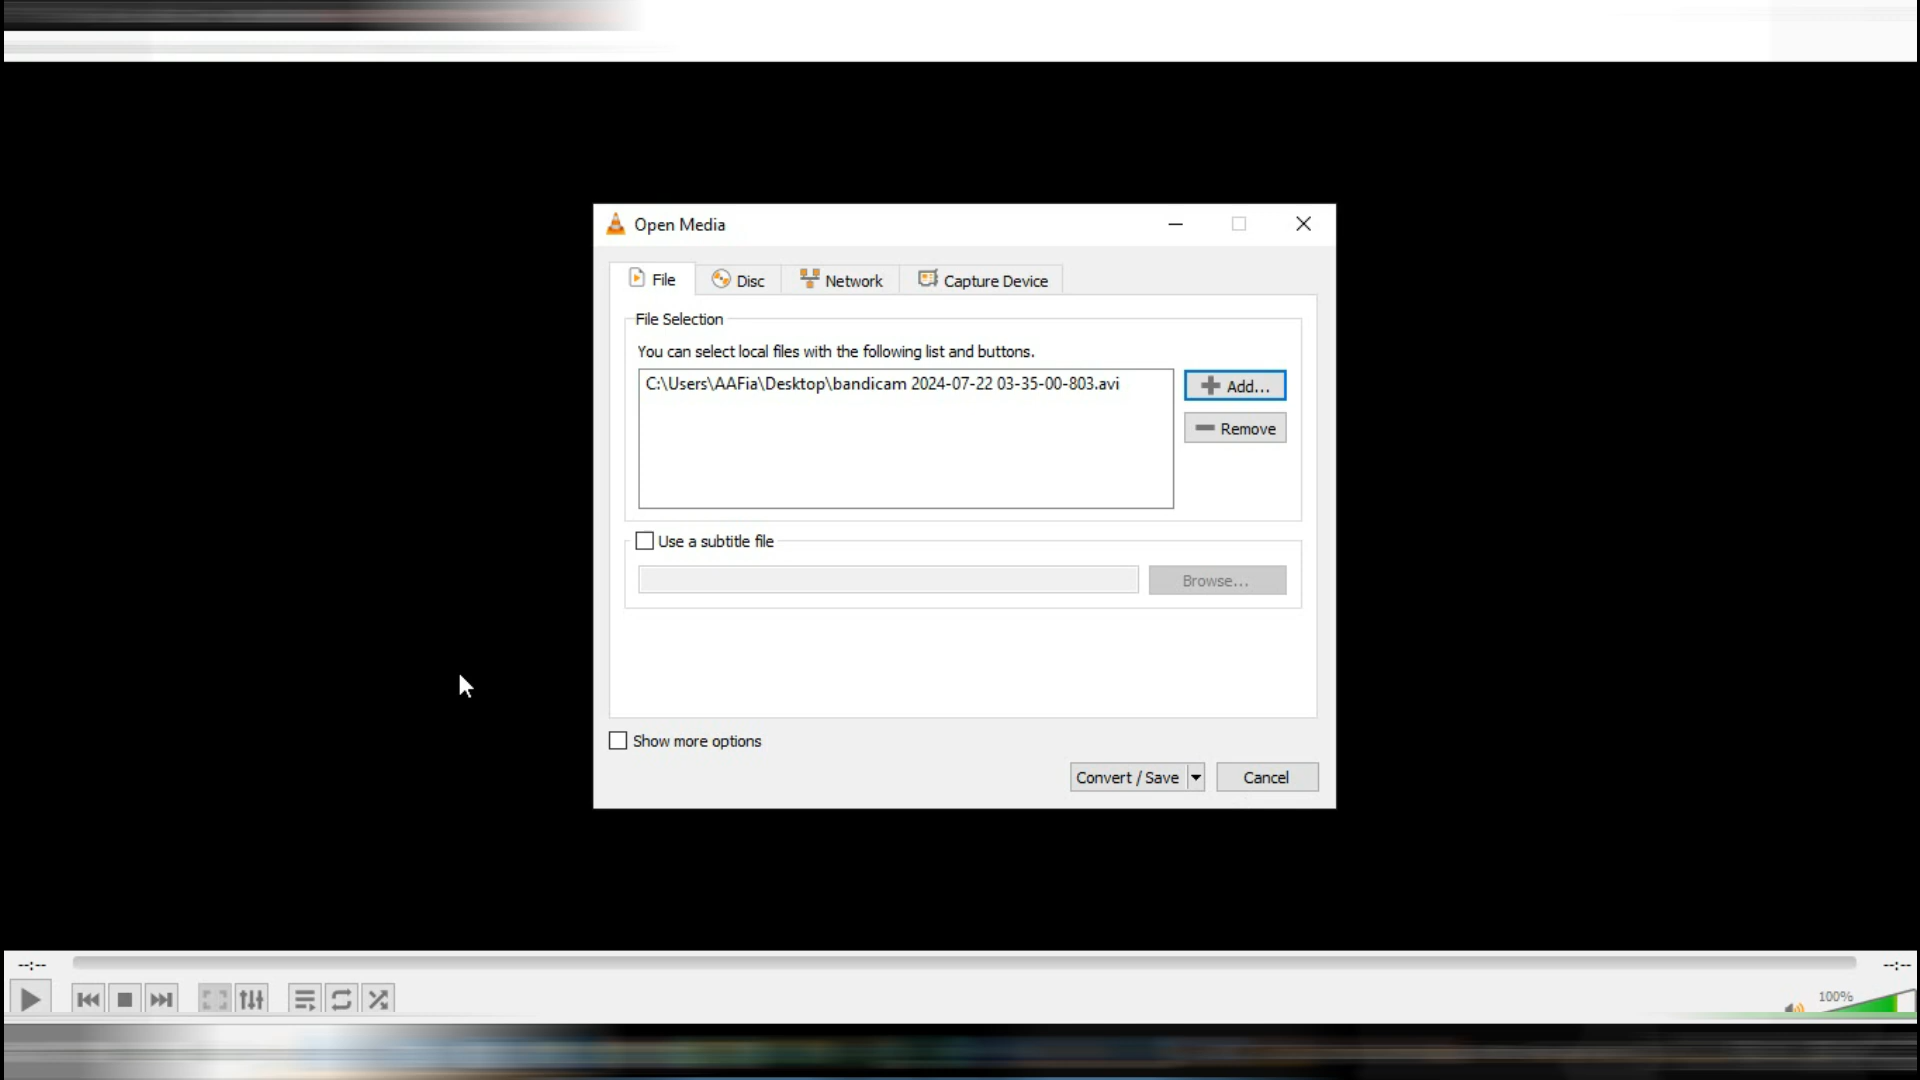 Open Media
File
Disc
Network
Capture Device
File Selection
You can select local files with the following list and buttons.
C:\Users\AAFia\Desktop\bandicam 2024-07-22 03-35-00-803.avi
Add...
Remove
Use a subtitle file
Browse...
Show more options
Convert / Save
Cancel
--:--
--:--
100%